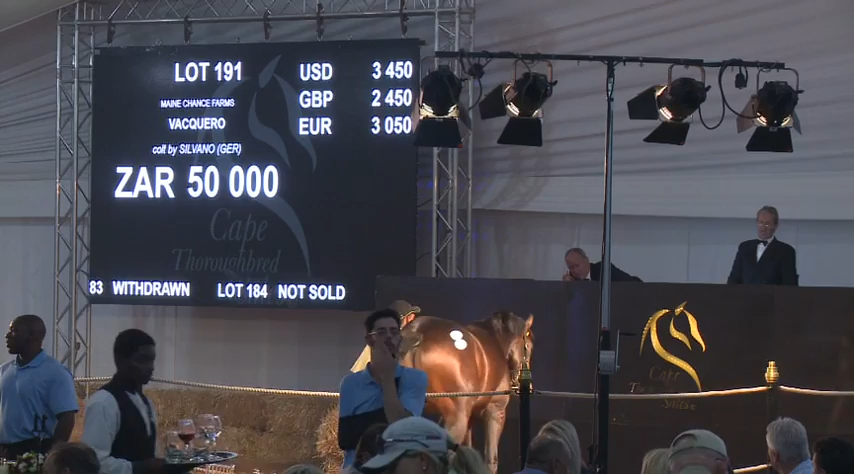 LOT 191 USD 3 450
MAINE CHANCE FARMS GBP 2 450
VACQUERO EUR 3 050
colt by SILVANO (GER)
ZAR 50 000
Cape
Thoroughbred
83 WITHDRAWN LOT 184 NOT SOLD
Cape